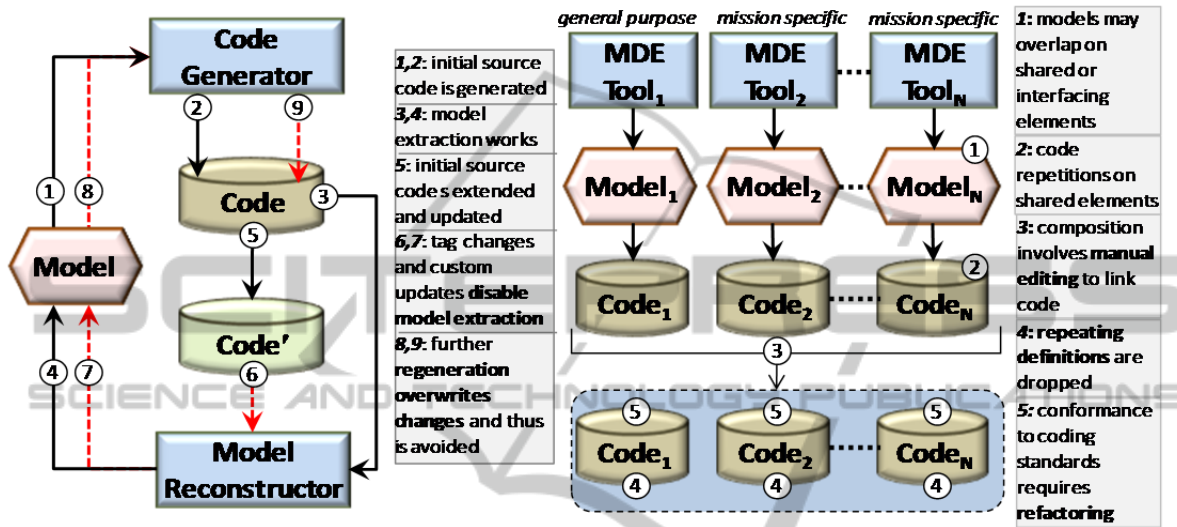 Code
Generator
2
9
1
8
Code
3
5
Model
Code'
4
7
6
Model
Reconstructor
1,2: initial source
code is generated
3,4: model
extraction works
5: initial source
code s extended
and updated
6,7: tag changes
and custom
updates disable
model extraction
8,9: further
regeneration
overwrites
changes and thus
is avoided
general purpose
mission specific
mission specific
MDE
Tool1
MDE
Tool2
MDE
ToolN
1
Model1
Model2
ModelN
2
Code1
Code2
CodeN
3
5
5
5
Code1
Code2
CodeN
4
4
4
1: models may
overlap on
shared or
interfacing
elements
2: code
repetitions on
shared elements
3: composition
involves manual
editing to link
code
4: repeating
definitions are
dropped
5: conformance
to coding
standards
requires
refactoring
SCITEPRESS
SCIENCE AND TECHNOLOGY PUBLICATIONS